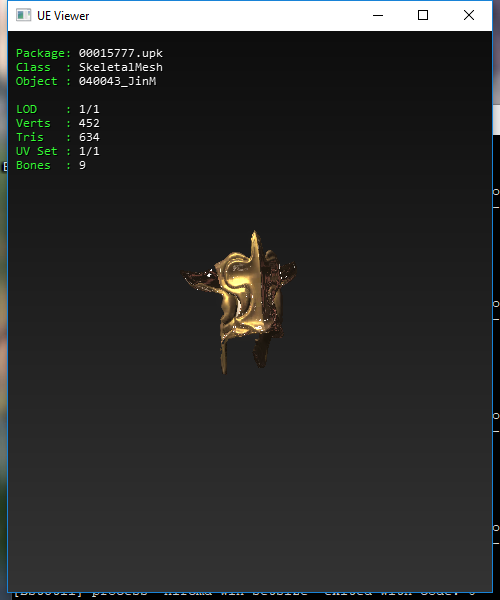 UE Viewer
Package: 00015777.upk
Class : SkeletalMesh
Object : 040043_JinM
LOD : 1/1
Verts : 452
Tris : 634
UV Set : 1/1
Bones : 9